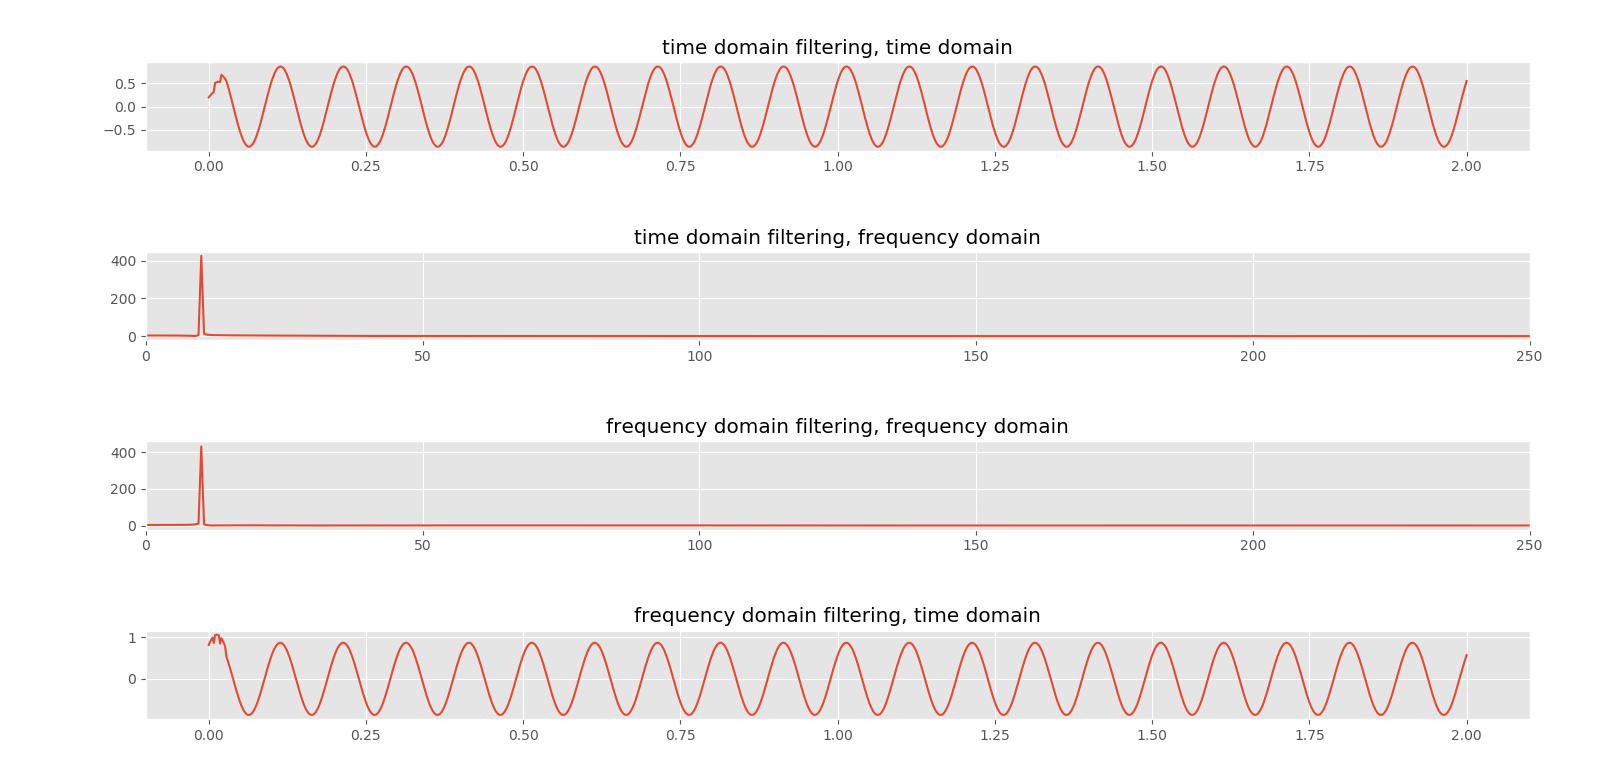 time domain filtering, time domain
0.5
0.0
−0.5
0.00 0.25 0.50 0.75 1.00 1.25 1.50 1.75 2.00
time domain filtering, frequency domain
400
200
0
0 50 100 150 200 250
frequency domain filtering, frequency domain
400
200
0
0 50 100 150 200 250
frequency domain filtering, time domain
1
0
0.00 0.25 0.50 0.75 1.00 1.25 1.50 1.75 2.00